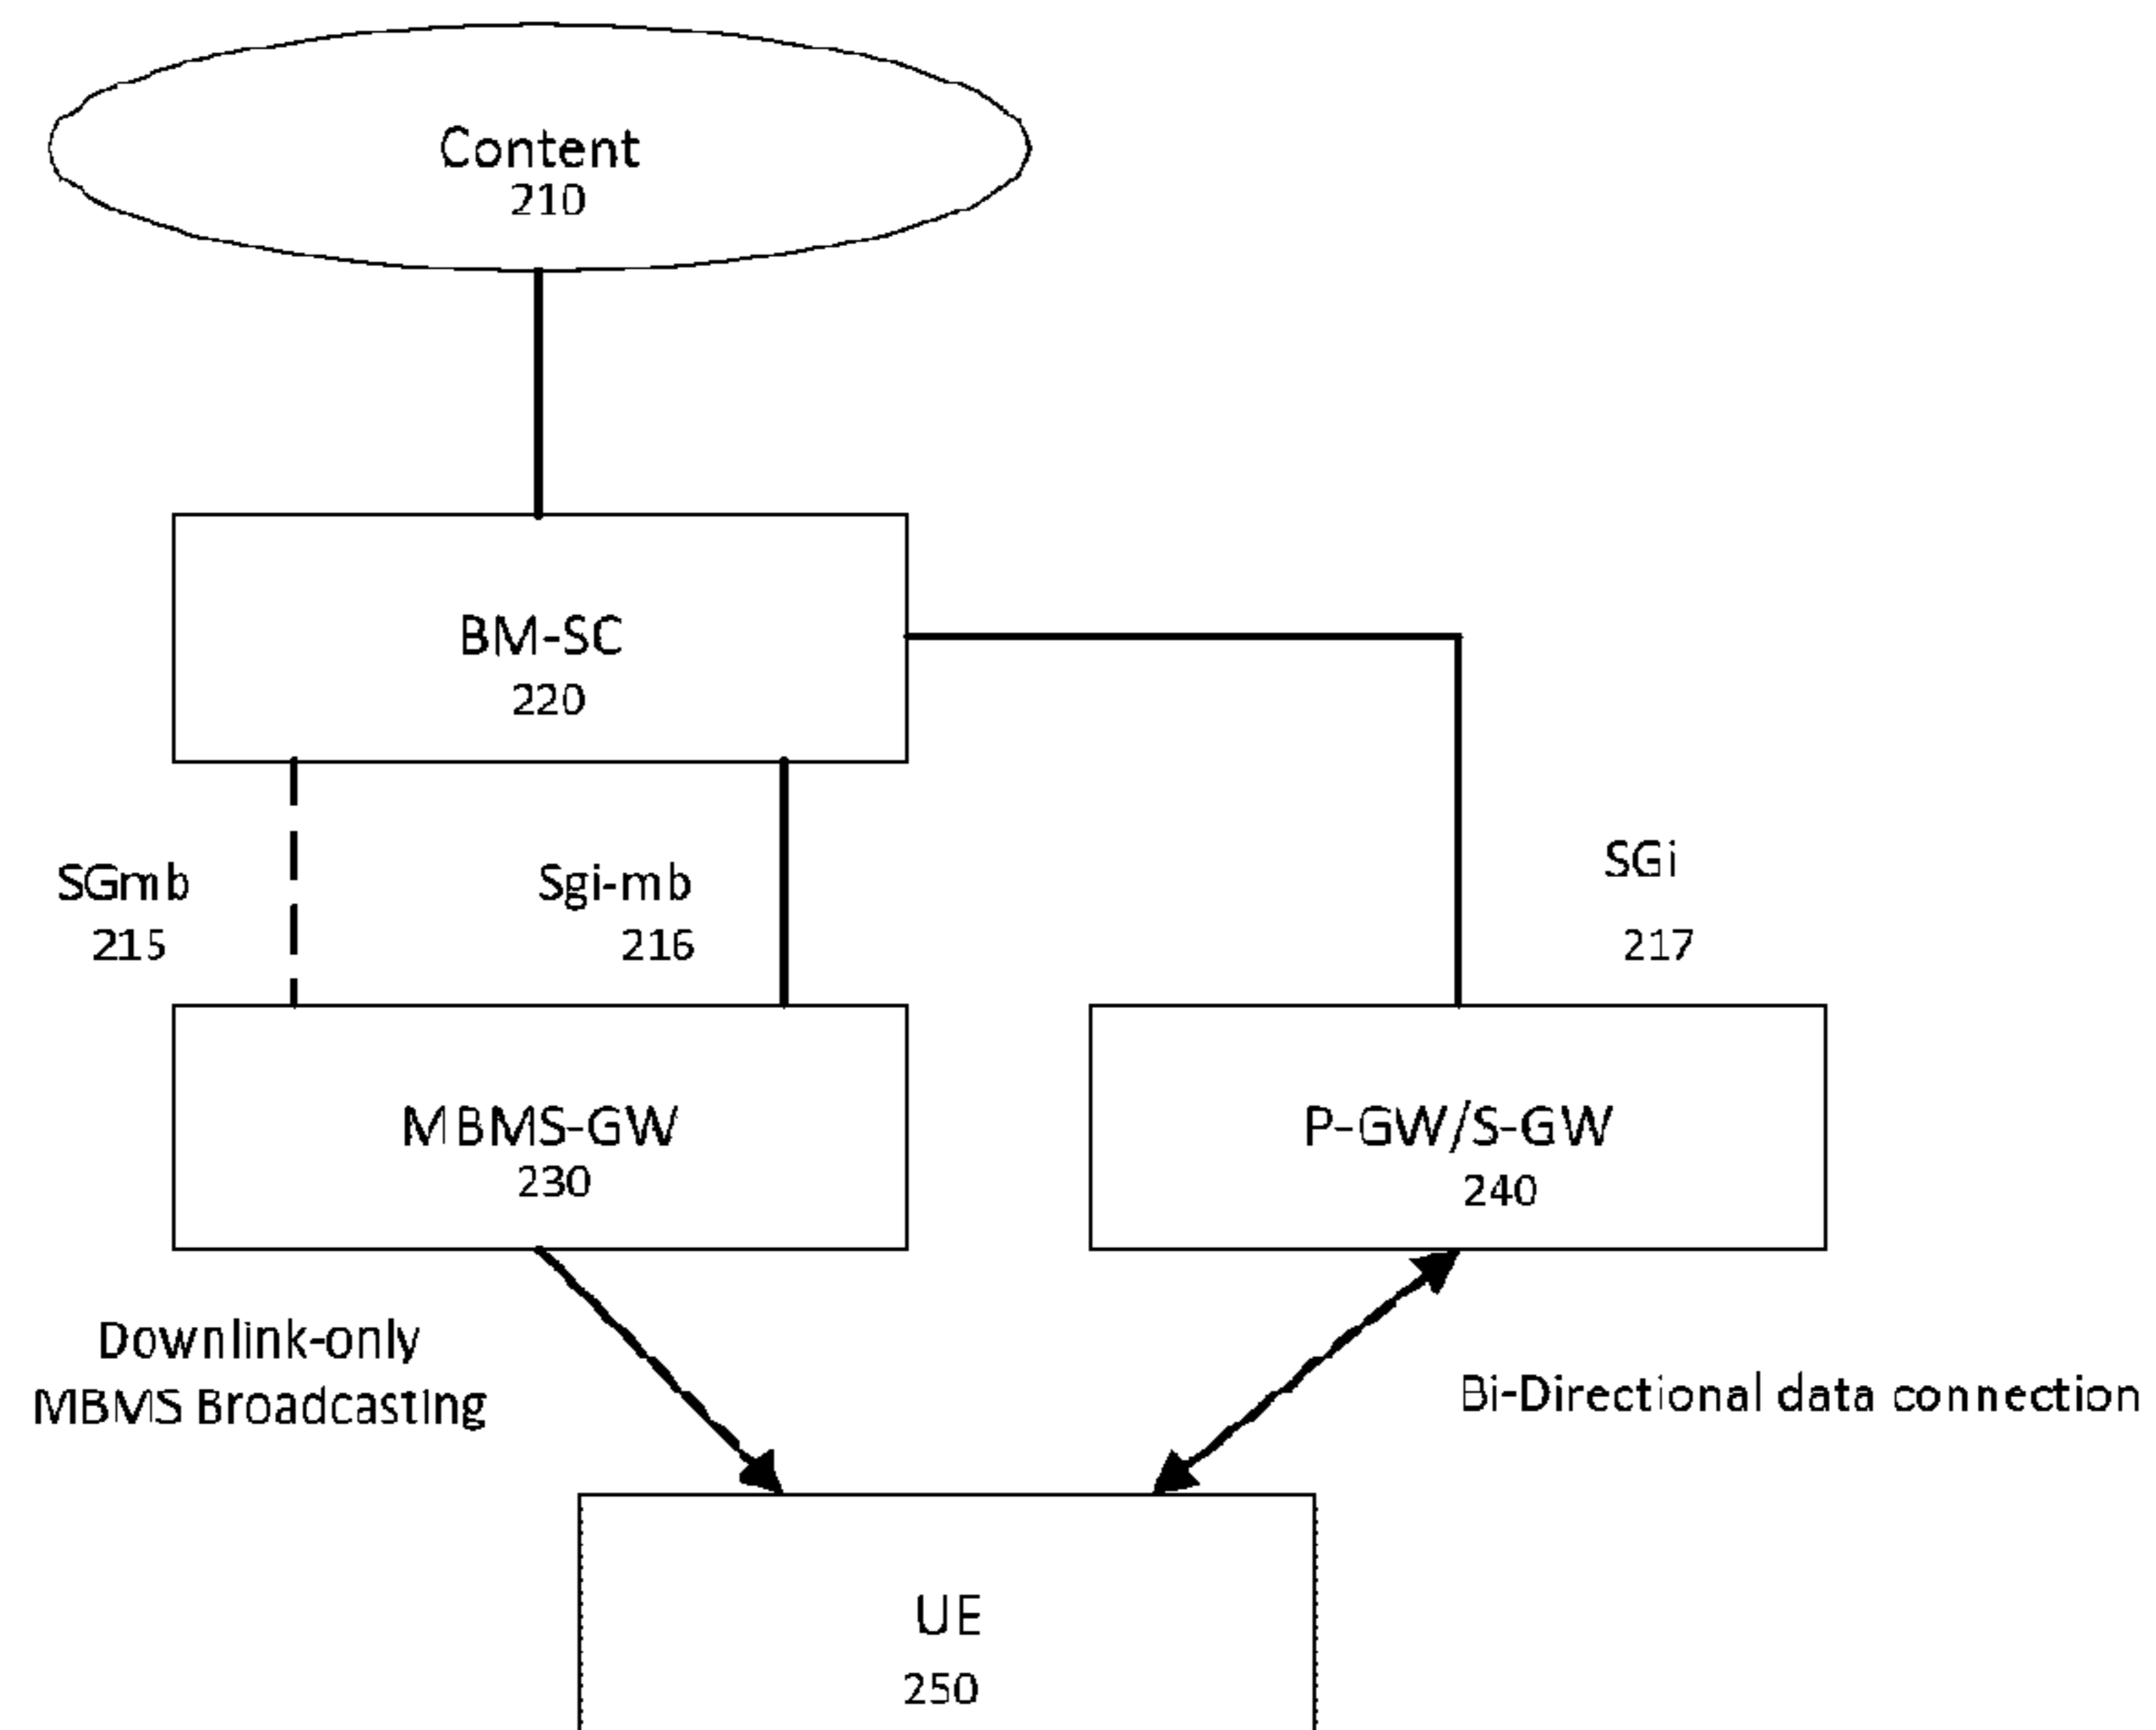 Content
210
BM-SC
220
SGmb
215
Sgi-mb
216
SGi
217
MBMS-GW
230
P-GW/S-GW
240
Downlink-only
MBMS Broadcasting
Bi-Directional data connection
UE
250